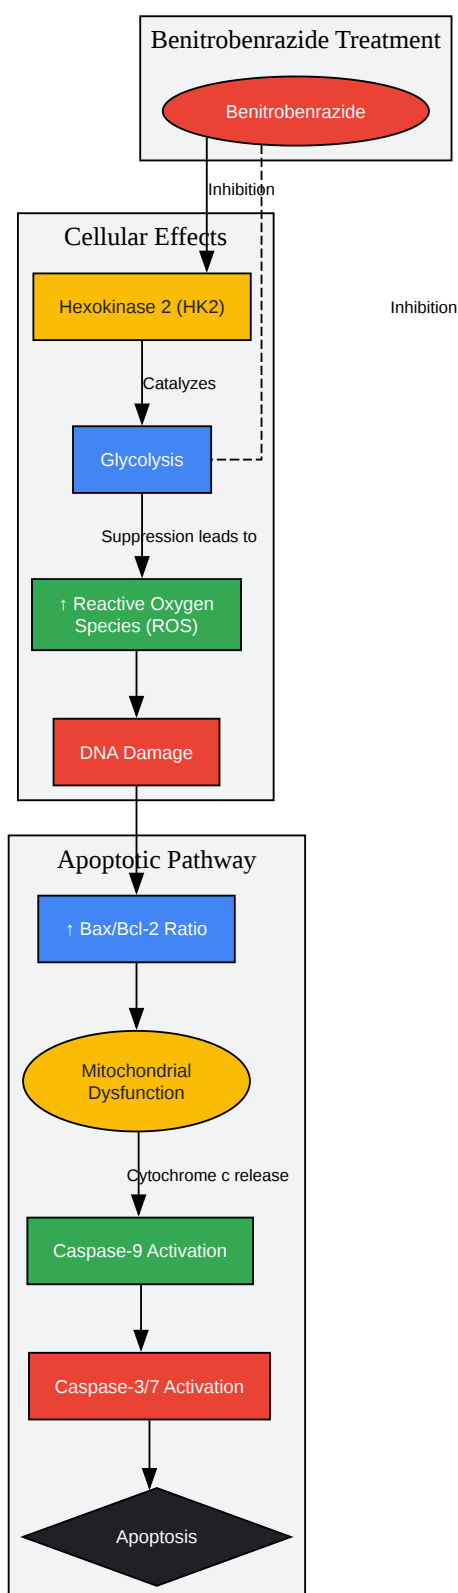 Benitrobenrazide Treatment
Benitrobenrazide
Inhibition
Cellular Effects
Hexokinase 2 (HK2)
Inhibition
Catalyzes
Glycolysis
Suppression leads to
↑ Reactive Oxygen
Species (ROS)
DNA Damage
Apoptotic Pathway
↑ Bax/Bcl-2 Ratio
Mitochondrial
Dysfunction
Cytochrome c release
Caspase-9 Activation
Caspase-3/7 Activation
Apoptosis